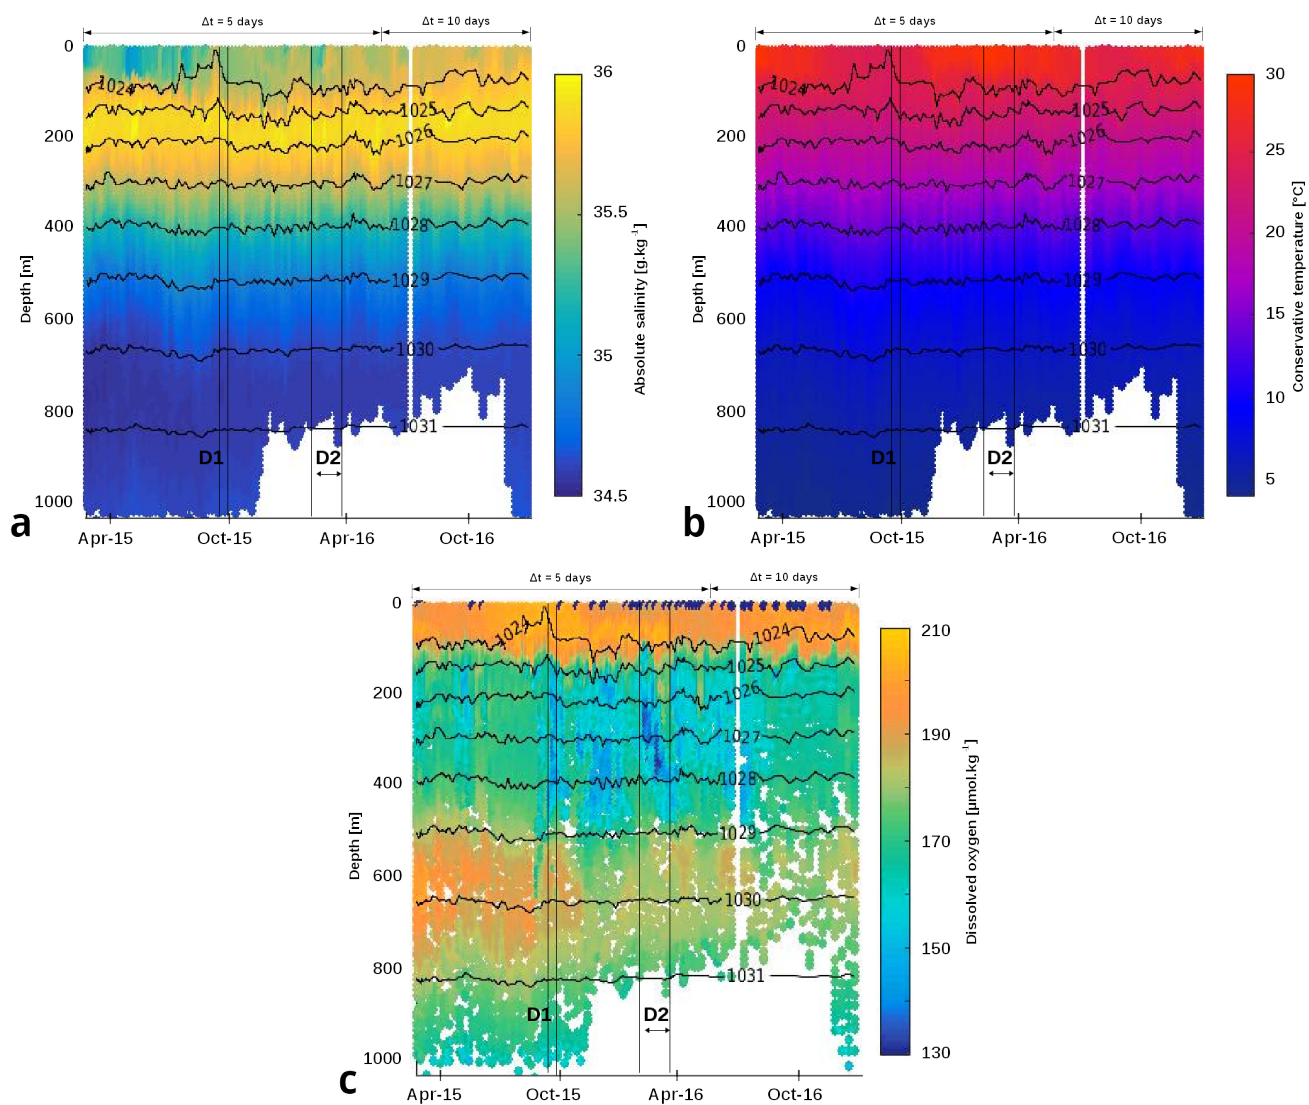 Δt = 5 days
Δt = 10 days
0
200
400
600
800
1000
Depth [m]
1024
1025
1026
1027
1028
1029
1030
1031
D1
D2
Apr-15
Oct-15
Apr-16
Oct-16
36
35.5
35
34.5
Absolute salinity [g.kg⁻¹]
a
Δt = 5 days
Δt = 10 days
0
200
400
600
800
1000
Depth [m]
1024
1025
1026
1027
1028
1029
1030
1031
D1
D2
Apr-15
Oct-15
Apr-16
Oct-16
30
25
20
15
10
5
Conservative temperature [°C]
b
Δt = 5 days
Δt = 10 days
0
200
400
600
800
1000
Depth [m]
1024
1024
1025
1026
1027
1028
1029
1030
1031
D1
D2
Apr-15
Oct-15
Apr-16
Oct-16
210
190
170
150
130
Dissolved oxygen [µmol.kg⁻¹]
c